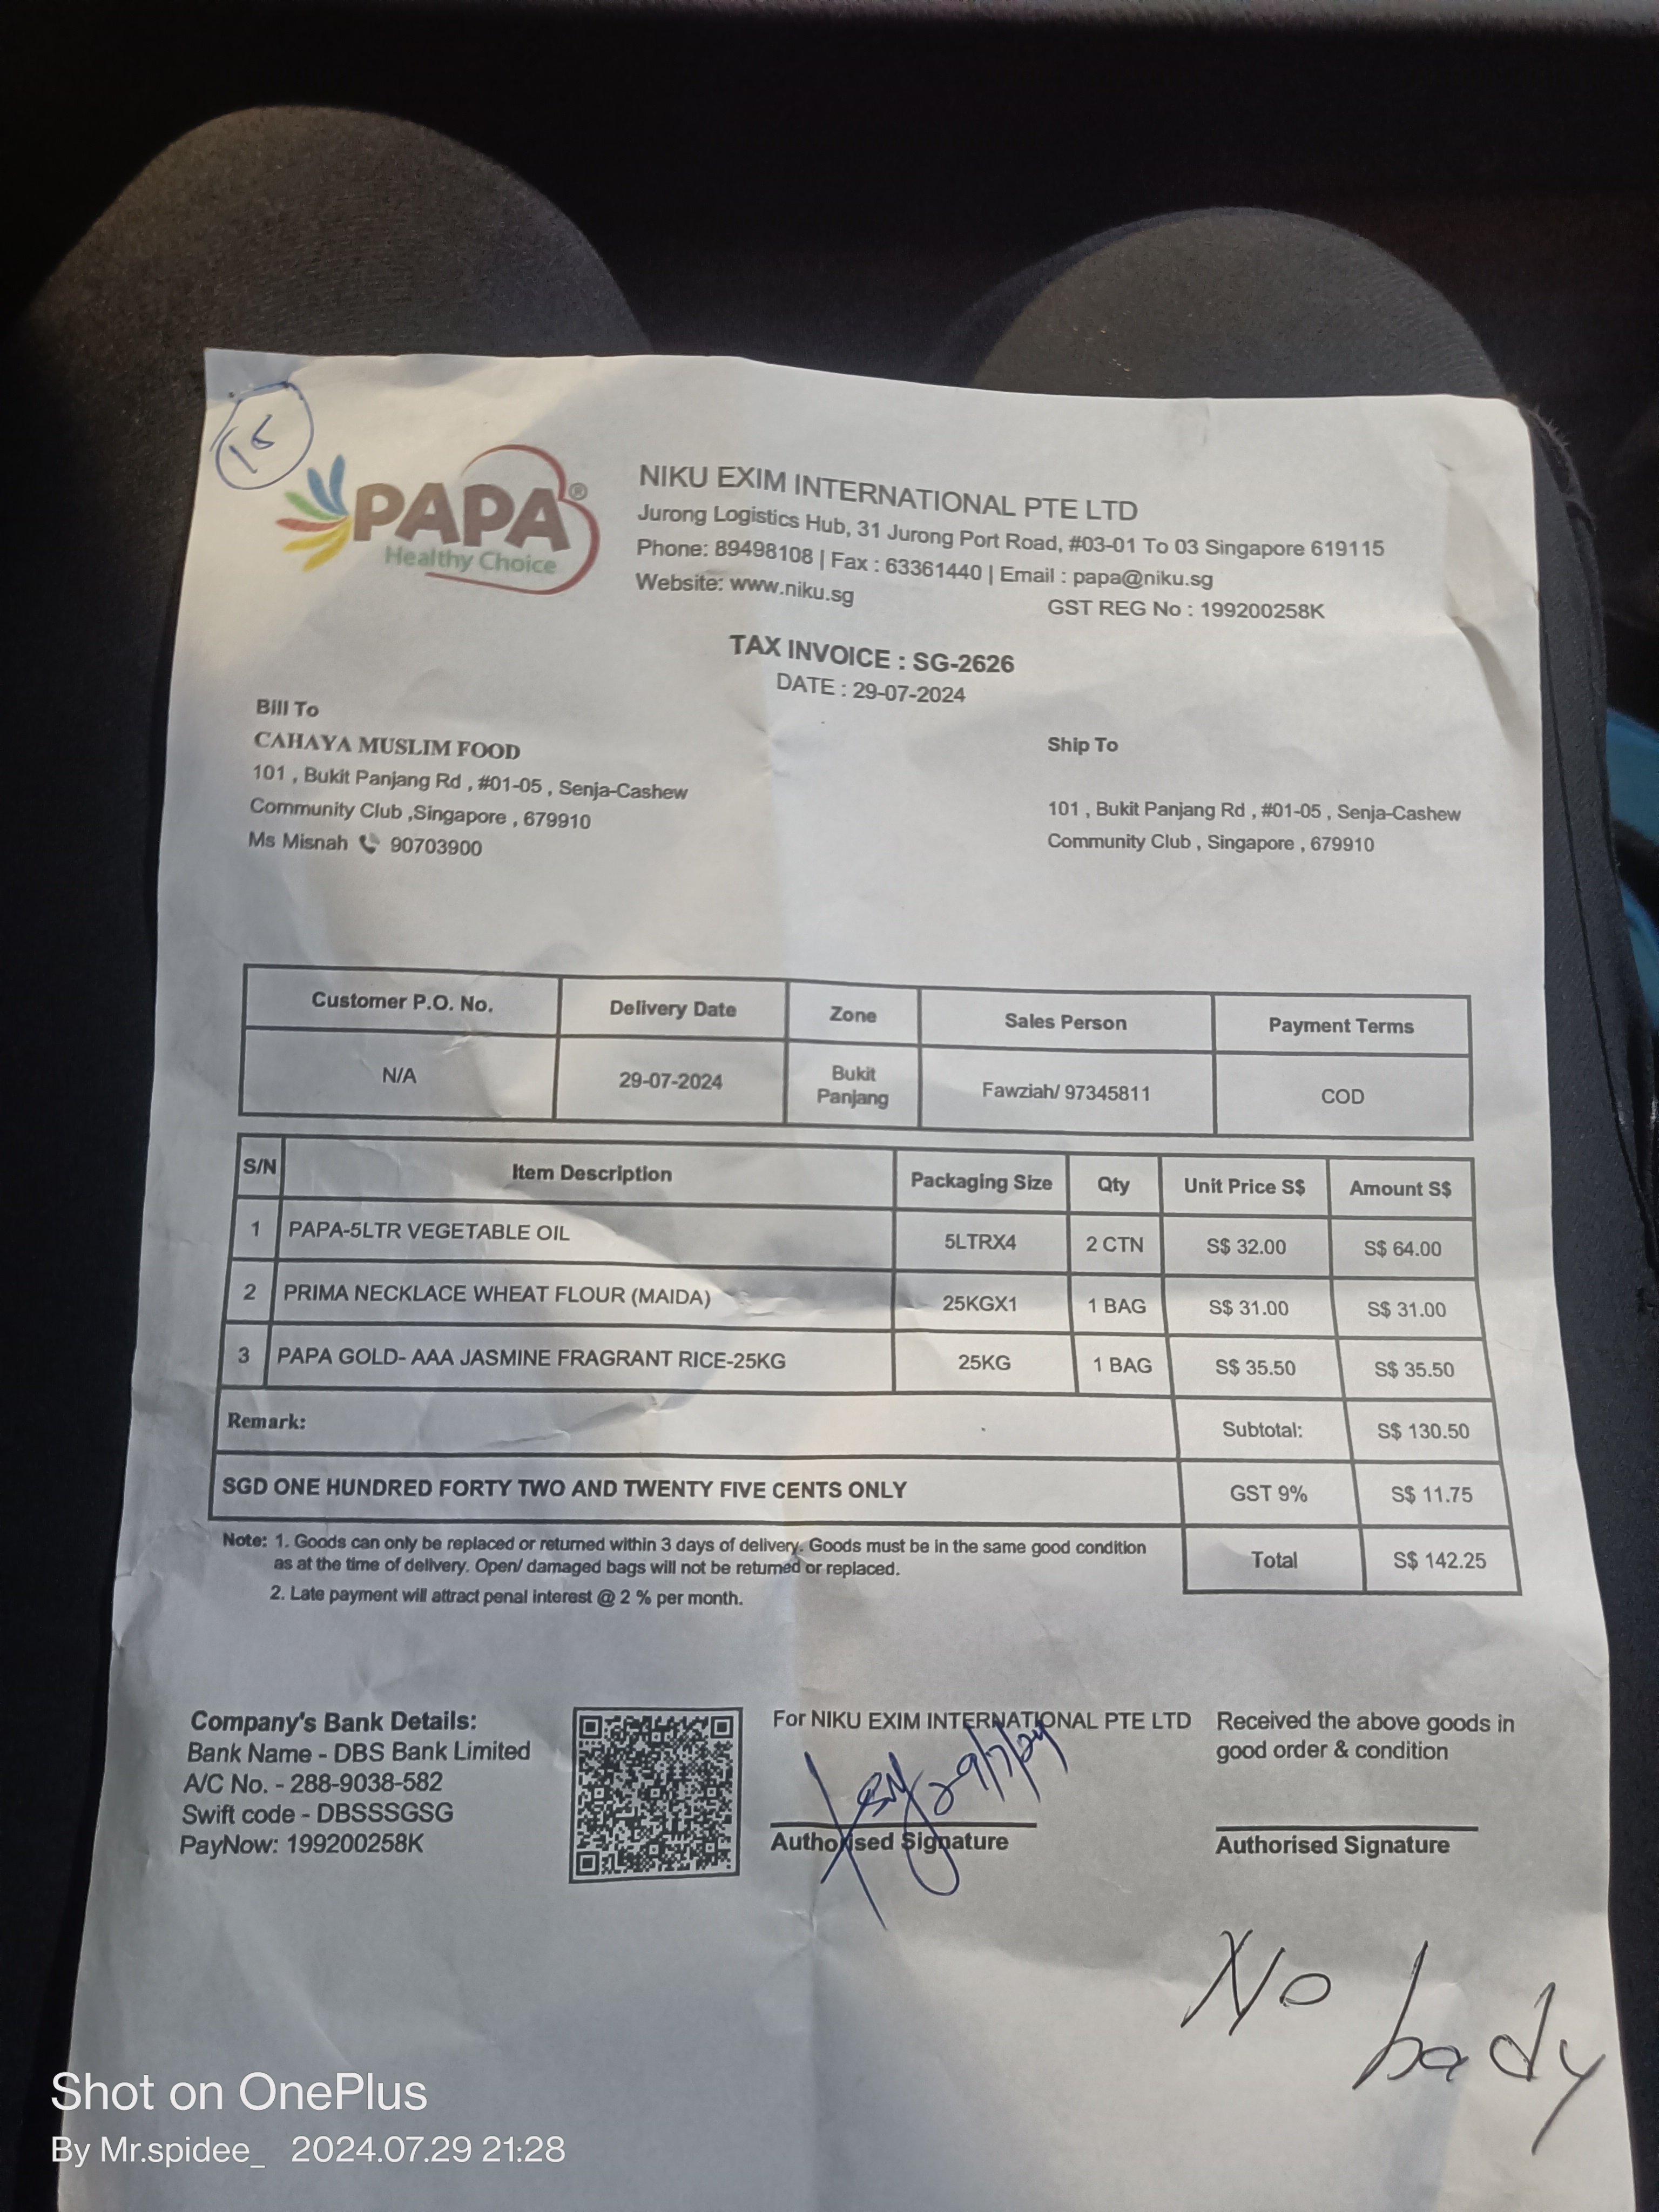 16
PAPA®
Healthy Choice
NIKU EXIM INTERNATIONAL PTE LTD
Jurong Logistics Hub, 31 Jurong Port Road, #03-01 To 03 Singapore 619115
Phone: 89498108 | Fax : 63361440 | Email : papa@niku.sg
Website: www.niku.sg
GST REG No : 199200258K
TAX INVOICE : SG-2626
DATE : 29-07-2024
Bill To
CAHAYA MUSLIM FOOD
101 , Bukit Panjang Rd , #01-05 , Senja-Cashew
Community Club ,Singapore , 679910
Ms Misnah 90703900
Ship To
101 , Bukit Panjang Rd , #01-05 , Senja-Cashew
Community Club , Singapore , 679910
Customer P.O. No. Delivery Date Zone Sales Person Payment Terms
N/A 29-07-2024 Bukit Panjang Fawziah/ 97345811 COD
S/N Item Description Packaging Size Qty Unit Price S$ Amount S$
1 PAPA-5LTR VEGETABLE OIL 5LTRX4 2 CTN S$ 32.00 S$ 64.00
2 PRIMA NECKLACE WHEAT FLOUR (MAIDA) 25KGX1 1 BAG S$ 31.00 S$ 31.00
3 PAPA GOLD- AAA JASMINE FRAGRANT RICE-25KG 25KG 1 BAG S$ 35.50 S$ 35.50
Remark: Subtotal: S$ 130.50
SGD ONE HUNDRED FORTY TWO AND TWENTY FIVE CENTS ONLY GST 9% S$ 11.75
Total S$ 142.25
Note: 1. Goods can only be replaced or returned within 3 days of delivery. Goods must be in the same good condition
as at the time of delivery. Open/ damaged bags will not be returned or replaced.
2. Late payment will attract penal interest @ 2 % per month.
Company's Bank Details:
Bank Name - DBS Bank Limited
A/C No. - 288-9038-582
Swift code - DBSSSGSG
PayNow: 199200258K
For NIKU EXIM INTERNATIONAL PTE LTD
29/7/24
Authorised Signature
Received the above goods in
good order & condition
Authorised Signature
No body
Shot on OnePlus
By Mr.spidee_ 2024.07.29 21:28